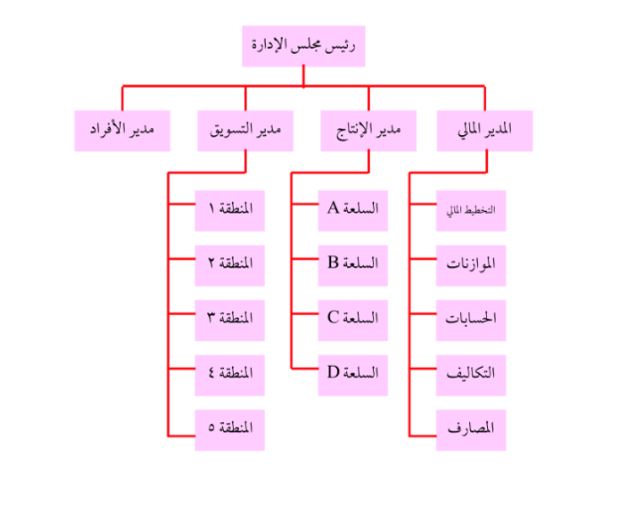 رئيس مجلس الإدارة
المدير المالي
مدير الإنتاج
مدير التسويق
مدير الأفراد
التخطيط المالي
الموازنات
الحسابات
التكاليف
المصارف
السلعة A
السلعة B
السلعة C
السلعة D
المنطقة ١
المنطقة ٢
المنطقة ٣
المنطقة ٤
المنطقة ٥